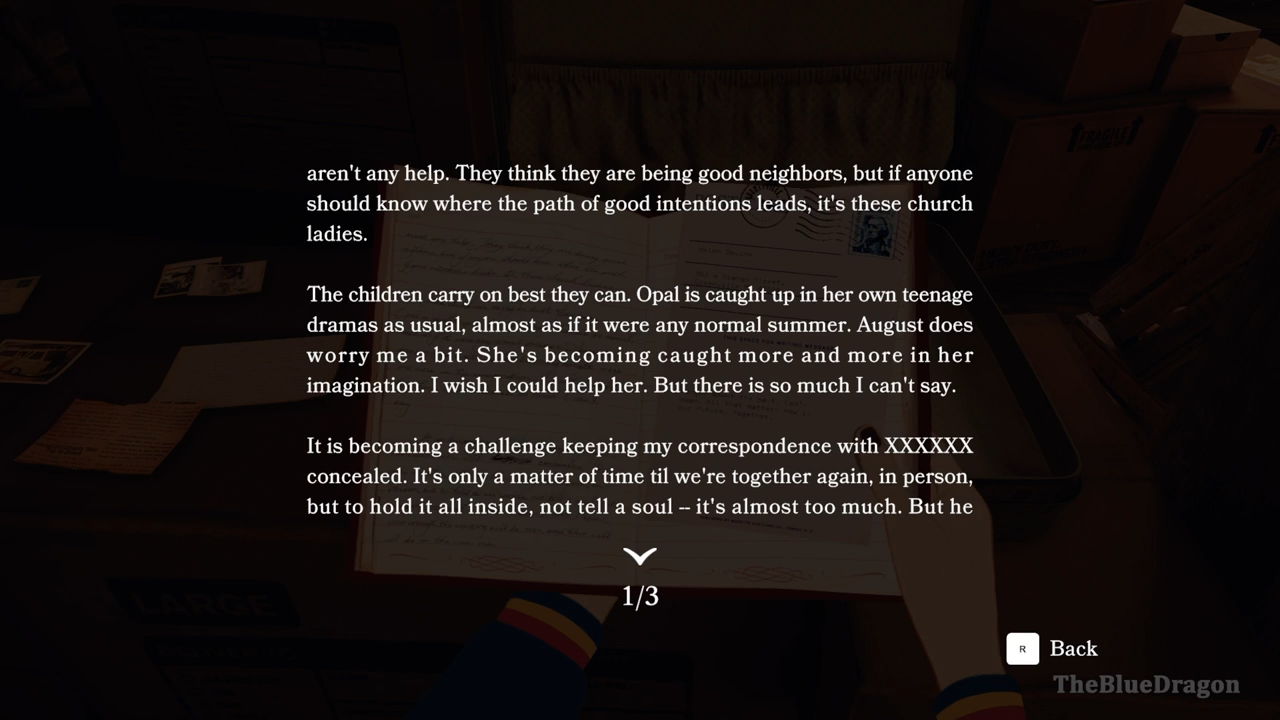 aren't any help. They think they are being good neighbors, but if anyone
should know where the path of good intentions leads, it's these church
ladies.
The children carry on best they can. Opal is caught up in her own teenage
dramas as usual, almost as if it were any normal summer. August does
worry me a bit. She's becoming caught more and more in her
imagination. I wish I could help her. But there is so much I can't say.
It is becoming a challenge keeping my correspondence with XXXXXX
concealed. It's only a matter of time til we're together again, in person,
but to hold it all inside, not tell a soul -- it's almost too much. But he
1/3
R Back
TheBlueDragon
FRAGILE
LARGE